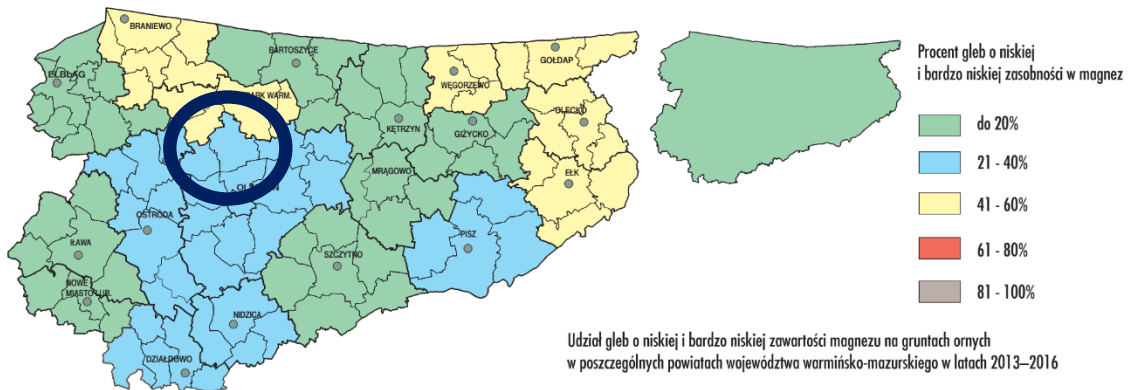 BRANIEWO
GOŁDAP
BARTOSZYCE
ELBLĄG
WĘGORZEWO
ARK WARM.
OLECKO
KĘTRZYN
GIŻYCKO
MRĄGOWO
EŁK
OSTRÓDA
PISZ
IŁAWA
SZCZYTNO
NOWE
MIASTO LUB.
NIDZICA
DZIAŁDOWO
Procent gleb o niskiej
i bardzo niskiej zasobności w magnez
do 20%
21 - 40%
41 - 60%
61 - 80%
81 - 100%
Udział gleb o niskiej i bardzo niskiej zawartości magnezu na gruntach ornych
w poszczególnych powiatach województwa warmińsko-mazurskiego w latach 2013–2016